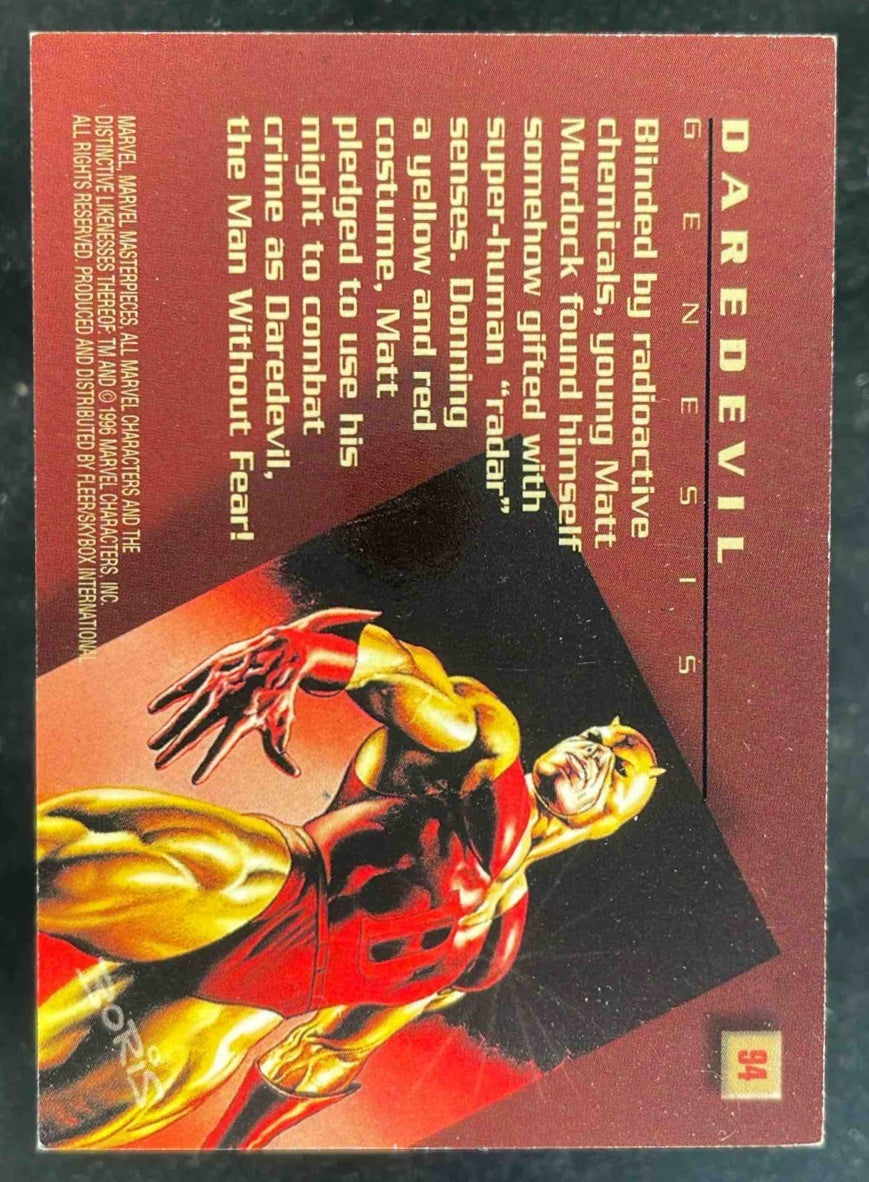 DAREDEVIL
GENESIS
Blinded by radioactive
chemicals, young Matt
Murdock found himself
somehow gifted with
super-human “radar”
senses. Donning
a yellow and red
costume, Matt
pledged to use his
might to combat
crime as Daredevil,
the Man Without Fear!
MARVEL, MARVEL MASTERPIECES, ALL MARVEL CHARACTERS AND THE
DISTINCTIVE LIKENESSES THEREOF: TM AND © 1996 MARVEL CHARACTERS, INC.
ALL RIGHTS RESERVED. PRODUCED AND DISTRIBUTED BY FLEER/SKYBOX INTERNATIONAL
94
D
BORIS